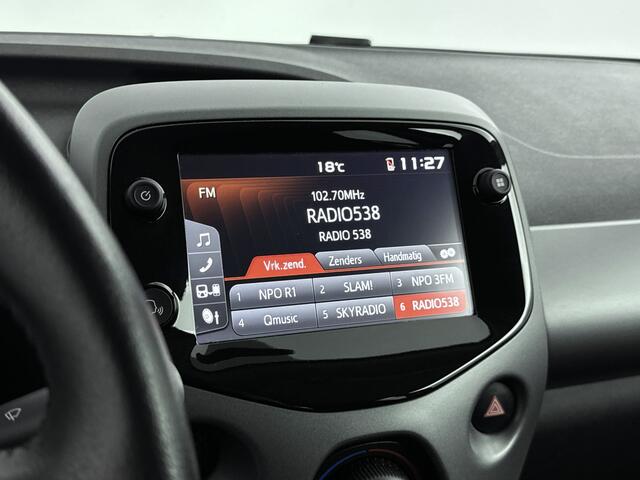 18°C 11:27
FM
102.70MHz
RADIO538
RADIO 538
Vrk.zend. Zenders Handmatig
1 NPO R1 2 SLAM! 3 NPO 3FM
4 Qmusic 5 SKYRADIO 6 RADIO538